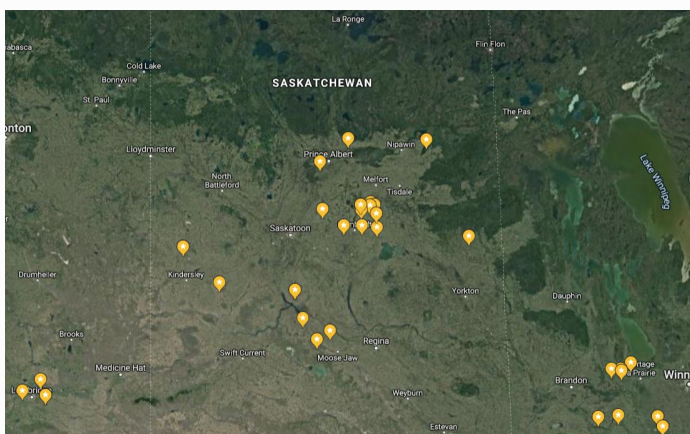 La Ronge
Flin Flon
abasca
Cold Lake
Bonnyville
SASKATCHEWAN
St. Paul
The Pas
onton
Lloydminster
Prince Albert
Nipawin
Lake Winnipeg
Melfort
Tisdale
North
Battleford
Saskatoon
Drumheller
Kindersley
Yorkton
Dauphin
Brooks
Regina
Swift Current
Moose Jaw
Medicine Hat
rtage
a Prairie
Winn
Brandon
Weyburn
Estevan